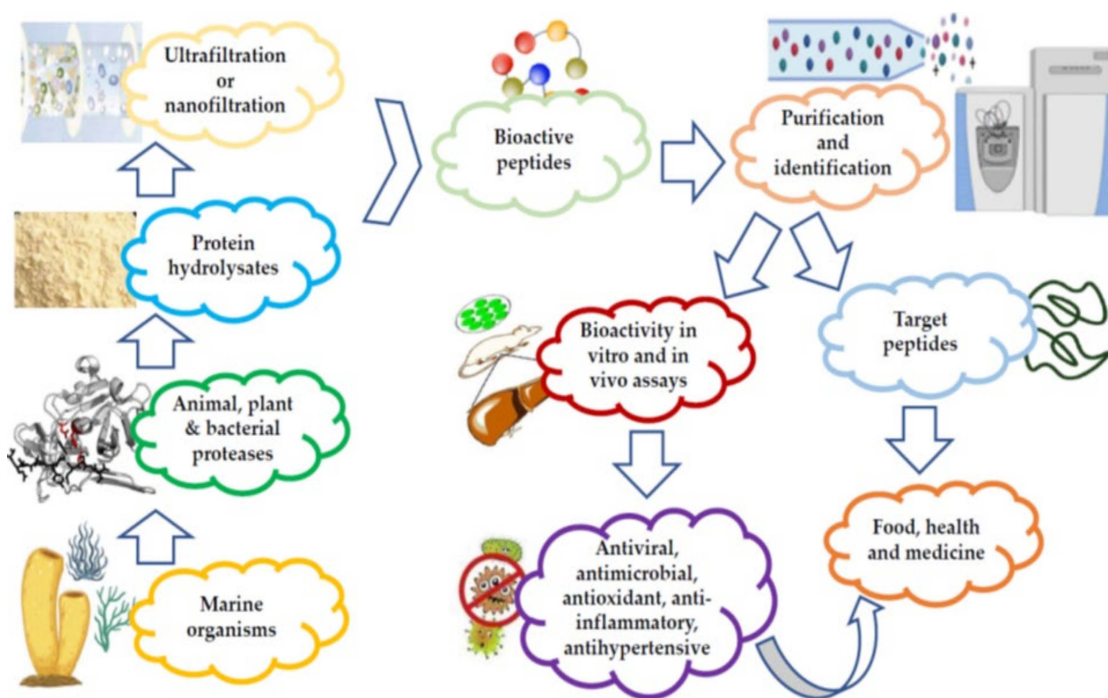 Ultrafiltration
or
nanofiltration
Bioactive
peptides
Purification
and
identification
Protein
hydrolysates
Bioactivity in
vitro and in
vivo assays
Target
peptides
Animal, plant
& bacterial
proteases
Antiviral,
antimicrobial,
antioxidant, anti-
inflammatory,
antihypertensive
Food, health
and medicine
Marine
organisms